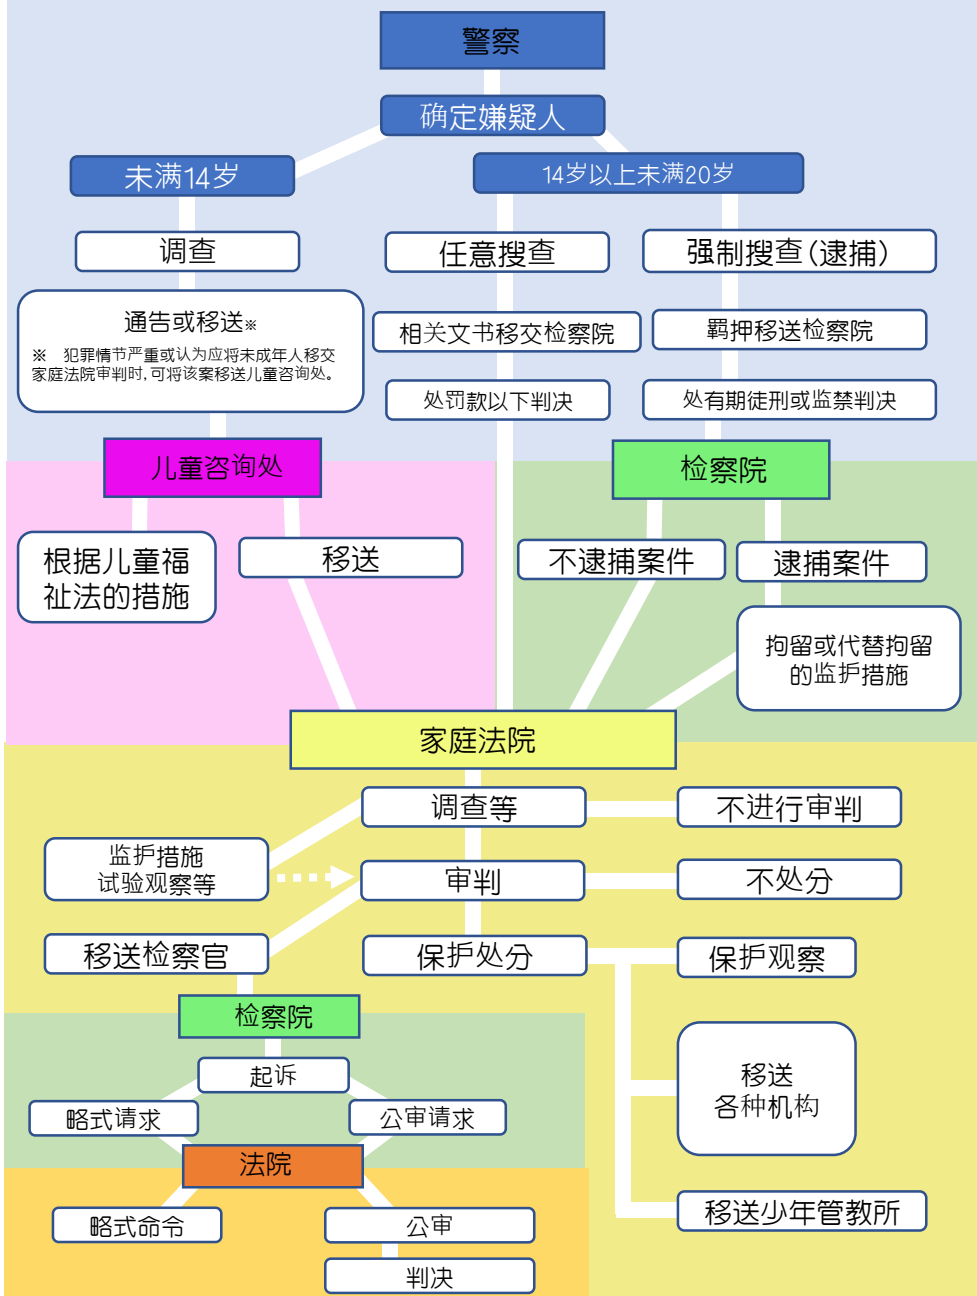 警察
确定嫌疑人
未满14岁
14岁以上未满20岁
调查
任意搜查
强制搜查(逮捕)
通告或移送※
※ 犯罪情节严重或认为应将未成年人移交
家庭法院审判时,可将该案移送儿童咨询处。
相关文书移交检察院
羁押移送检察院
处罚款以下判决
处有期徒刑或监禁判决
儿童咨询处
检察院
根据儿童福
祉法的措施
移送
不逮捕案件
逮捕案件
拘留或代替拘留
的监护措施
家庭法院
调查等
不进行审判
监护措施
试验观察等
审判
不处分
移送检察官
保护处分
保护观察
检察院
起诉
移送
各种机构
略式请求
公审请求
法院
移送少年管教所
略式命令
公审
判决